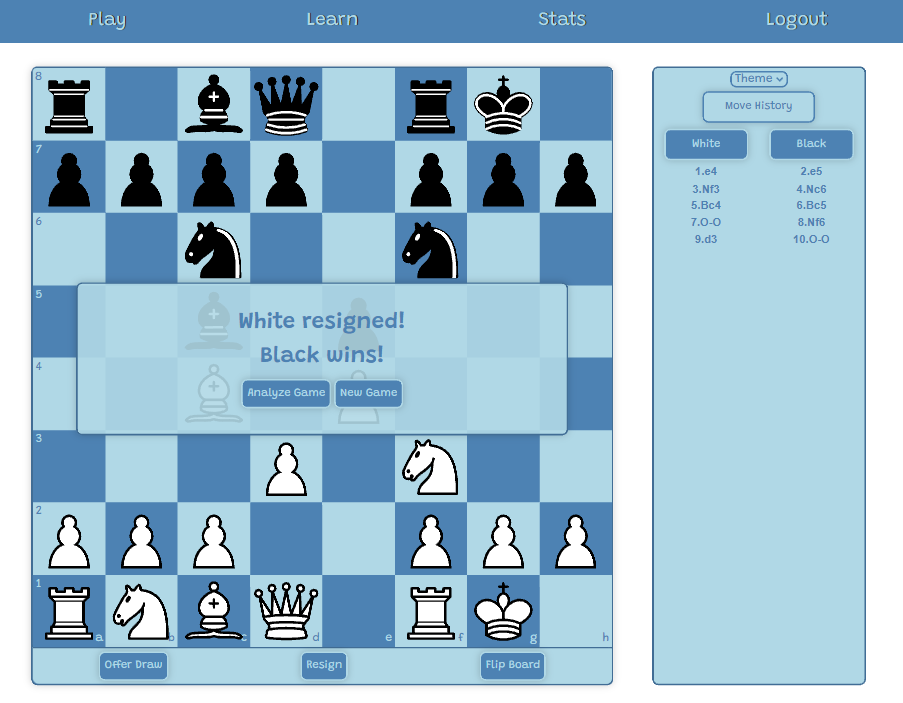 Play Learn Stats Logout
8
7
6
5
4
3
2
1
a b c d e f g h
White resigned!
Black wins!
Analyze Game New Game
Offer Draw Resign Flip Board
Theme
Move History
White Black
1.e4 2.e5
3.Nf3 4.Nc6
5.Bc4 6.Bc5
7.O-O 8.Nf6
9.d3 10.O-O